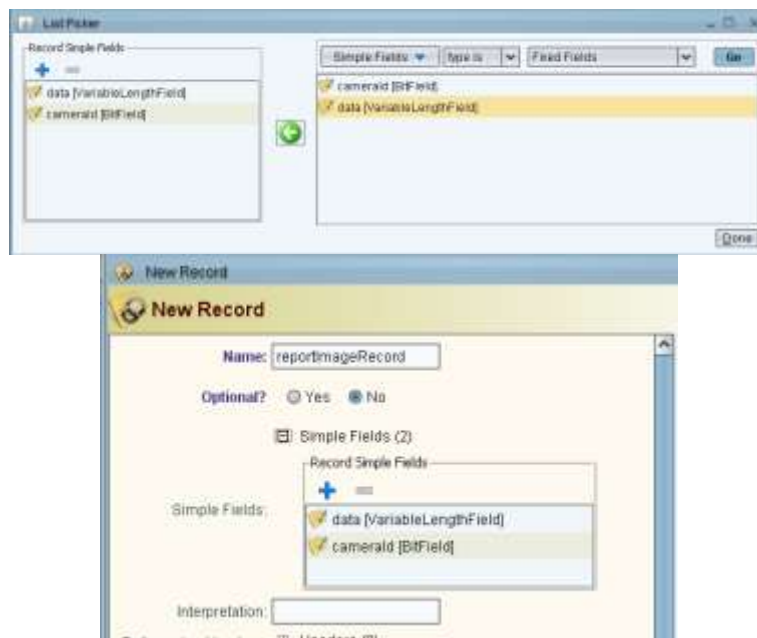 List Picker
Record Simple Fields
Simple Fields type is Fixed Fields Go
data [VariableLengthField]
cameraId [BitField]
cameraId [BitField]
data [VariableLengthField]
Done
New Record
New Record
Name: reportImageRecord
Optional? Yes No
Simple Fields (2)
Record Simple Fields
Simple Fields:
data [VariableLengthField]
cameraId [BitField]
Interpretation: